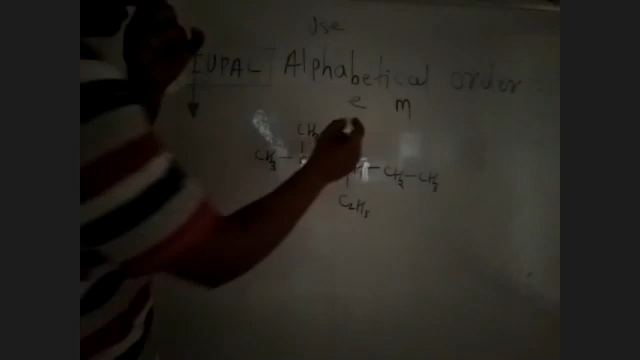 Use
IUPAC Alphabetical order
e m
CH3
CH3 - C
- CH2 - CH3
C2H5